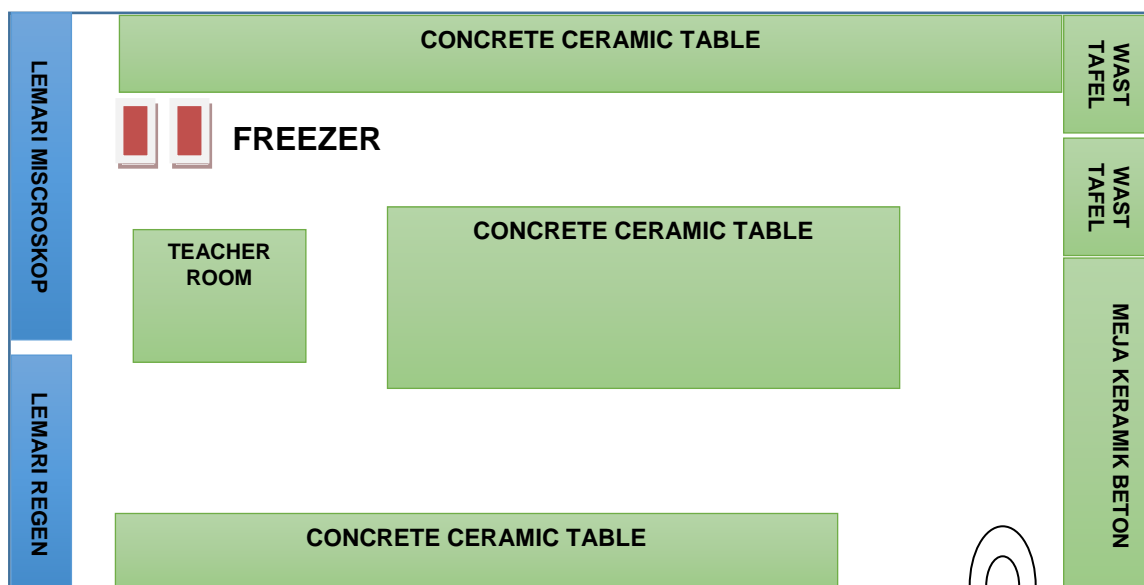 CONCRETE CERAMIC TABLE
WAST
TAFEL
LEMARI MISCROSKOP
FREEZER
WAST
TAFEL
CONCRETE CERAMIC TABLE
TEACHER
ROOM
MEJA KERAMIK BETON
LEMARI REGEN
CONCRETE CERAMIC TABLE